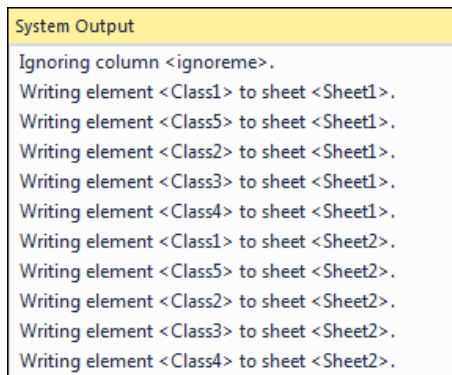 System Output
Ignoring column <ignoreme>.
Writing element <Class1> to sheet <Sheet1>.
Writing element <Class5> to sheet <Sheet1>.
Writing element <Class2> to sheet <Sheet1>.
Writing element <Class3> to sheet <Sheet1>.
Writing element <Class4> to sheet <Sheet1>.
Writing element <Class1> to sheet <Sheet2>.
Writing element <Class5> to sheet <Sheet2>.
Writing element <Class2> to sheet <Sheet2>.
Writing element <Class3> to sheet <Sheet2>.
Writing element <Class4> to sheet <Sheet2>.